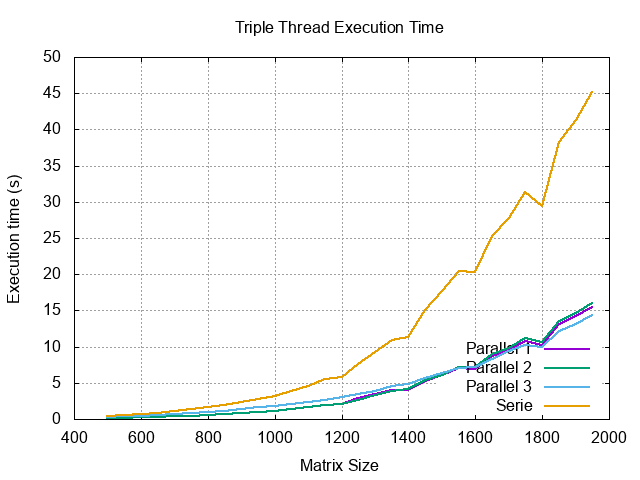 Triple Thread Execution Time
50
45
40
35
30
25
20
15
10
5
0
Execution time (s)
Parallel 1
Parallel 2
Parallel 3
Serie
400 600 800 1000 1200 1400 1600 1800 2000
Matrix Size